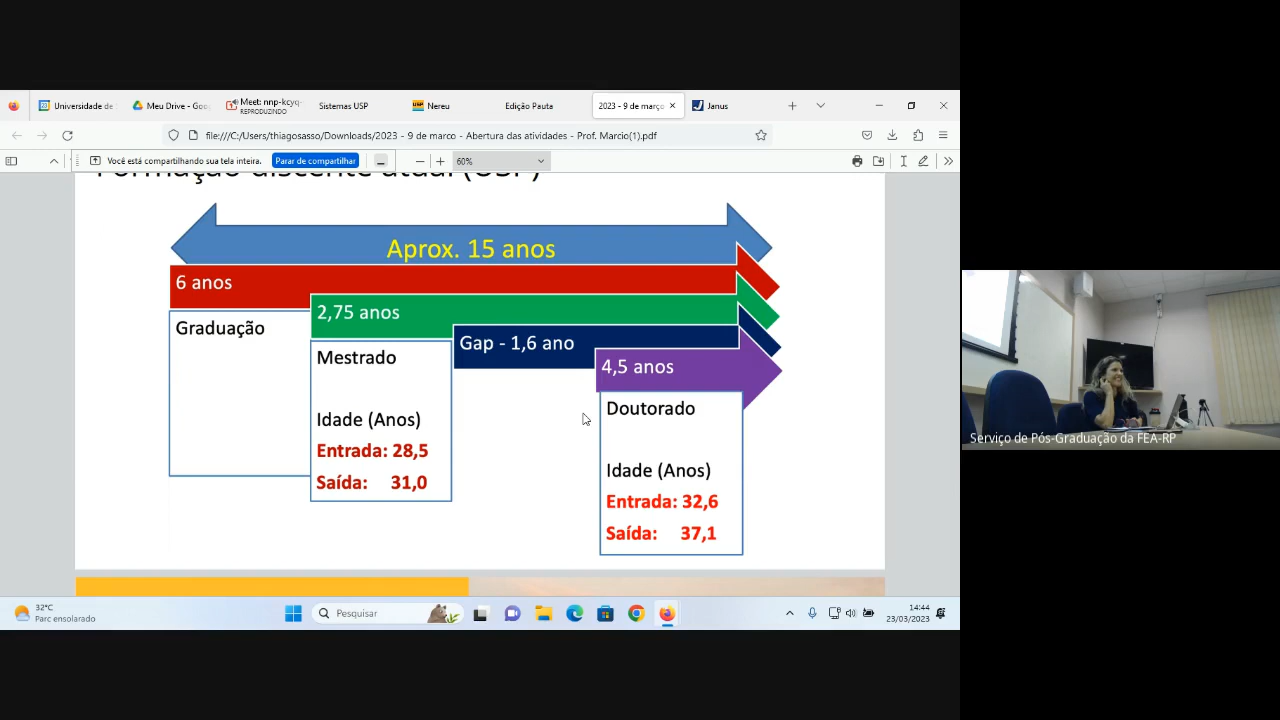 Universidade de
Meu Drive - Goo
Meet: nnp-kcyq-
REPRODUZINDO
Sistemas USP
Nereu
Edição Pauta
2023 - 9 de março
Janus
file:///C:/Users/thiagosasso/Downloads/2023 - 9 de marco - Abertura das atividades - Prof. Marcio(1).pdf
Você está compartilhando sua tela inteira.
Parar de compartilhar
60%
Formação discente atual (USP)
Aprox. 15 anos
6 anos
Graduação
2,75 anos
Mestrado
Idade (Anos)
Entrada: 28,5
Saída: 31,0
Gap - 1,6 ano
4,5 anos
Doutorado
Idade (Anos)
Entrada: 32,6
Saída: 37,1
Serviço de Pós-Graduação da FEA-RP
32°C
Parc ensolarado
Pesquisar
14:44
23/03/2023